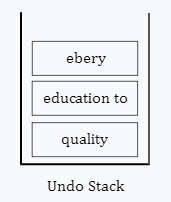 ebery
education to
quality
Undo Stack